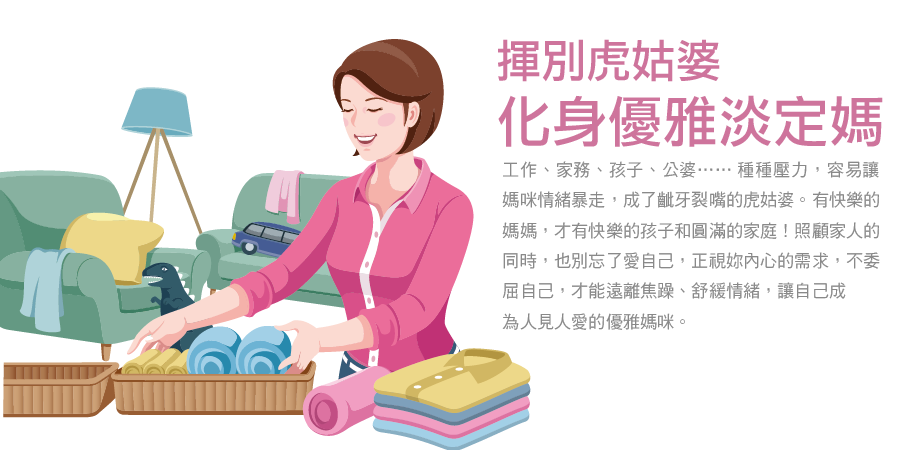 揮別虎姑婆
化身優雅淡定媽
工作、家務、孩子、公婆⋯⋯ 種種壓力，容易讓
媽咪情緒暴走，成了齜牙裂嘴的虎姑婆。有快樂的
媽媽，才有快樂的孩子和圓滿的家庭！照顧家人的
同時，也別忘了愛自己，正視妳內心的需求，不委
屈自己，才能遠離焦躁、舒緩情緒，讓自己成
為人見人愛的優雅媽咪。